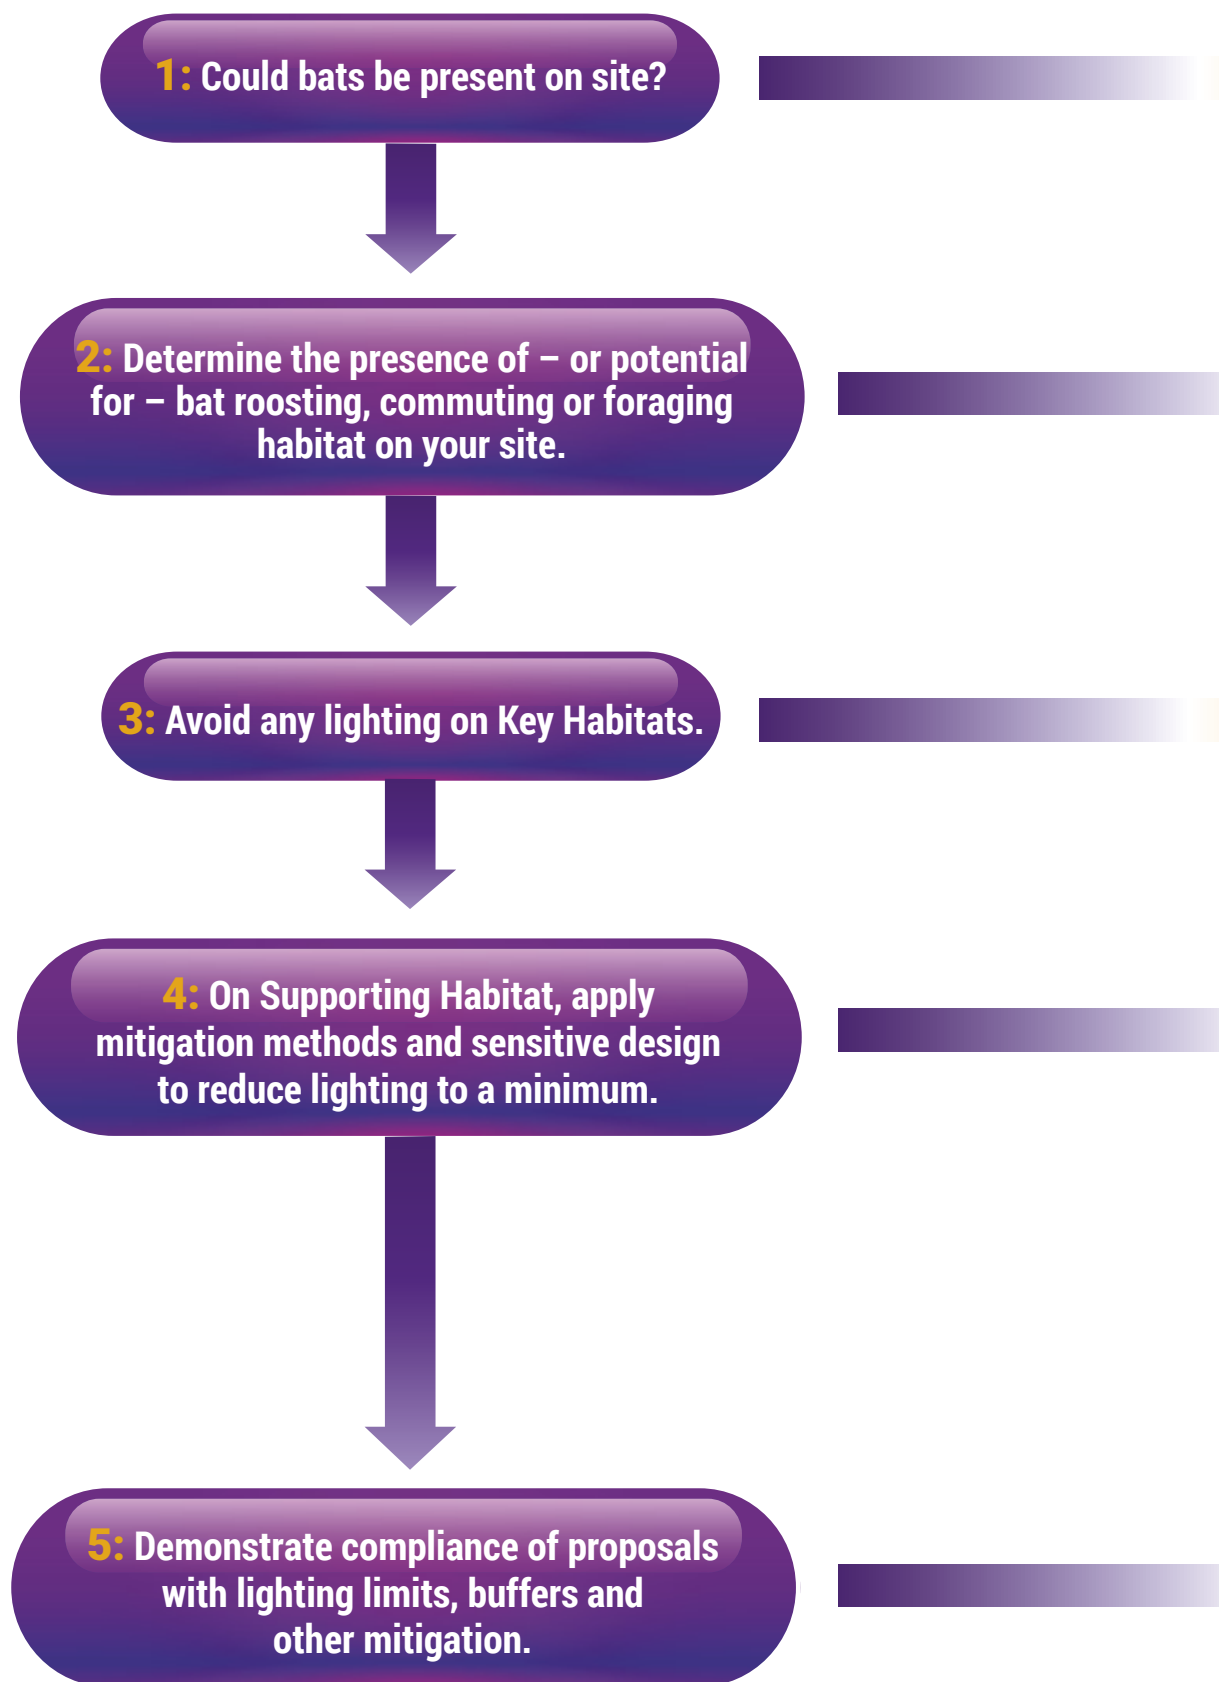 1: Could bats be present on site?
2: Determine the presence of – or potential
for – bat roosting, commuting or foraging
habitat on your site.
3: Avoid any lighting on Key Habitats.
4: On Supporting Habitat, apply
mitigation methods and sensitive design
to reduce lighting to a minimum.
5: Demonstrate compliance of proposals
with lighting limits, buffers and
other mitigation.